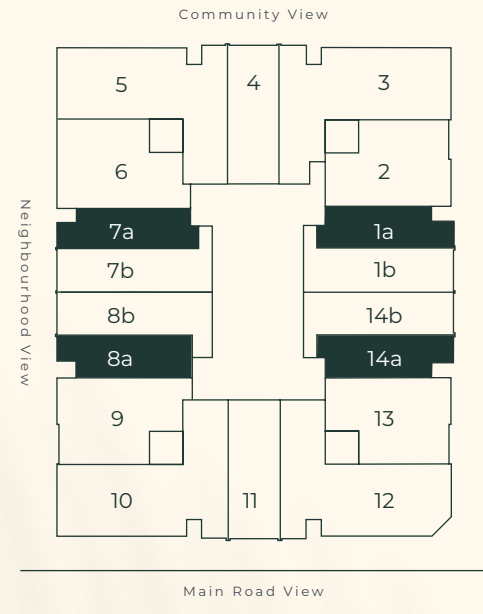 Community View
5
4
3
6
2
7a
1a
7b
1b
8b
14b
8a
14a
9
13
10
11
12
Neighbourhood View
Main Road View